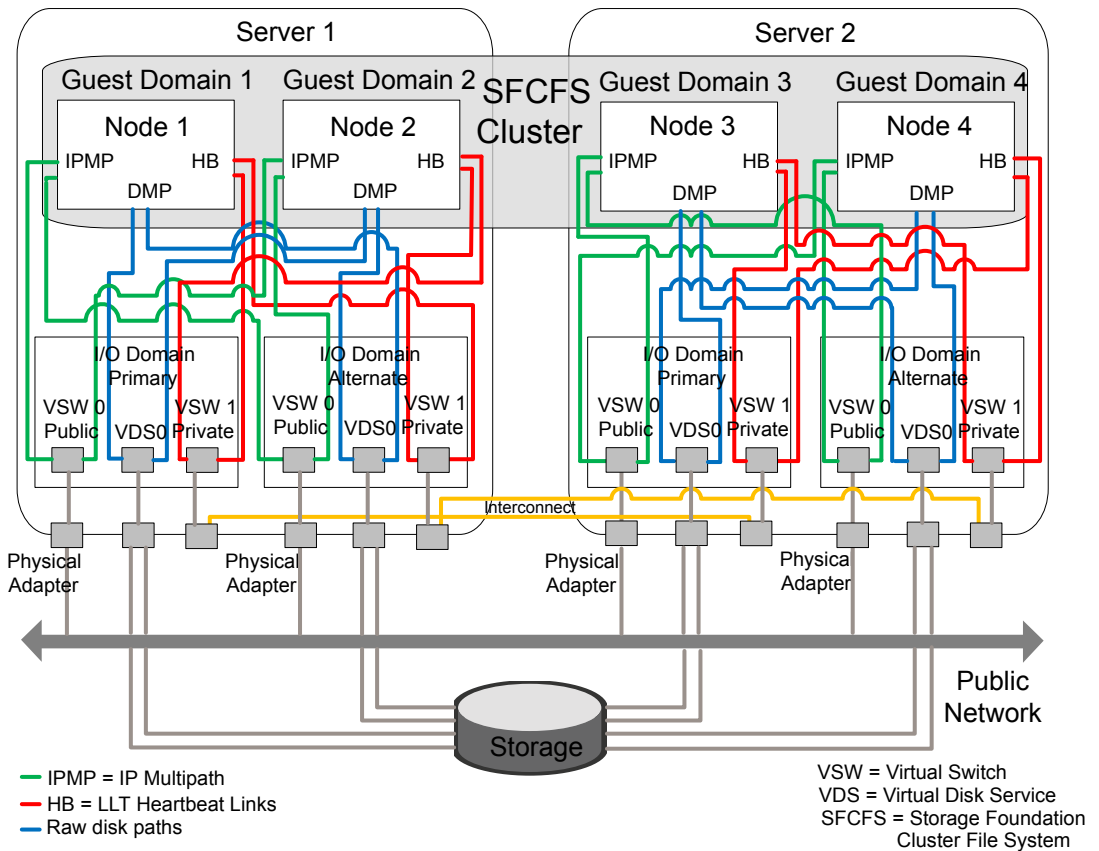 Server 1
Server 2
Guest Domain 1
Guest Domain 2
SFCFS
Cluster
Guest Domain 3
Guest Domain 4
Node 1
Node 2
Node 3
Node 4
IPMP
HB
DMP
IPMP
HB
DMP
IPMP
HB
DMP
IPMP
HB
DMP
I/O Domain
Primary
VSW 0
Public
VDS0
VSW 1
Private
I/O Domain
Alternate
VSW 0
Public
VDS0
VSW 1
Private
I/O Domain
Primary
VSW 0
Public
VDS0
VSW 1
Private
I/O Domain
Alternate
VSW 0
Public
VDS0
VSW 1
Private
Interconnect
Physical
Adapter
Physical
Adapter
Physical
Adapter
Physical
Adapter
Public
Network
Storage
IPMP = IP Multipath
HB = LLT Heartbeat Links
Raw disk paths
VSW = Virtual Switch
VDS = Virtual Disk Service
SFCFS = Storage Foundation
Cluster File System